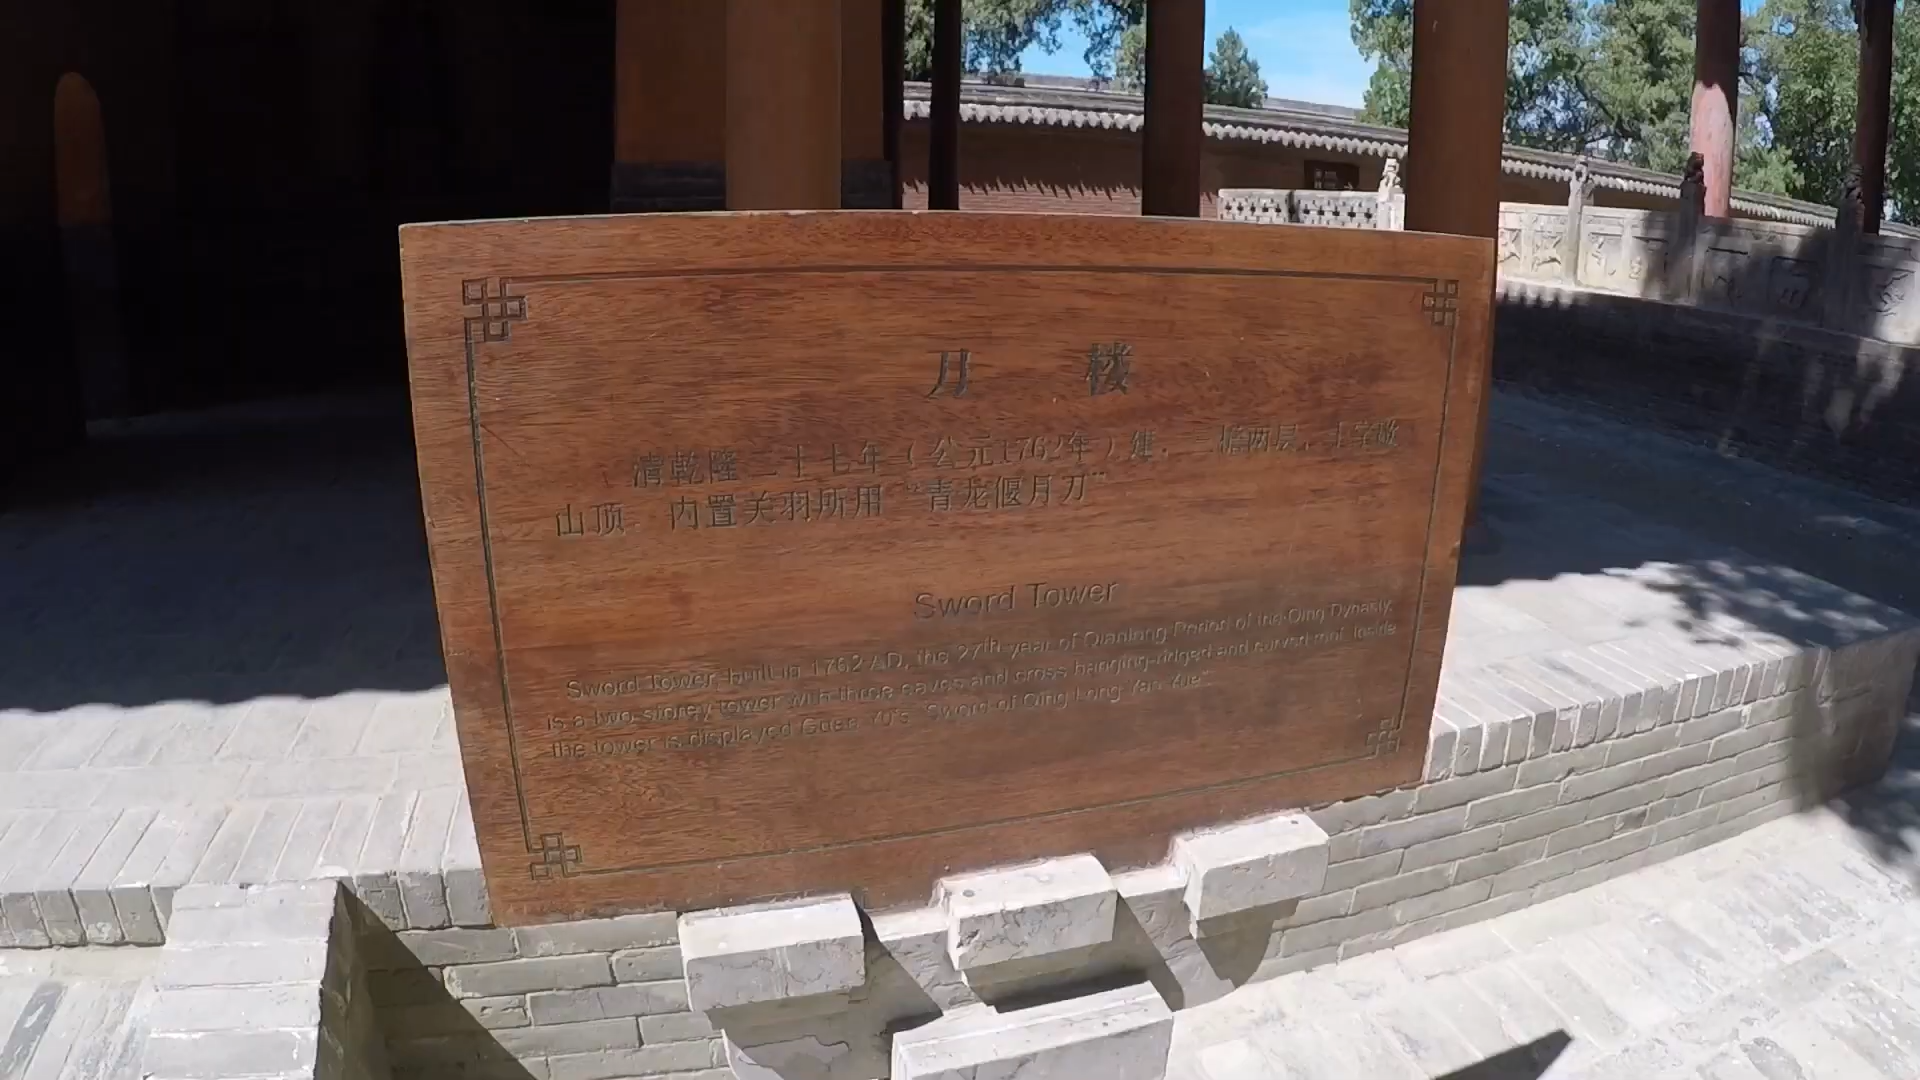 刀 楼
清乾隆二十七年（公元1762年）建，三檐两层，十字歇
山顶。内置关羽所用“青龙偃月刀”
Sword Tower
Sword Tower, built in 1762 AD, the 27th year of Qianlong Period of the Qing Dynasty,
is a two-storey tower with three eaves and cross hanging-ridged and curved roof. Inside
the tower is displayed Guan Yu's "Sword of Qing Long Yan Yue".